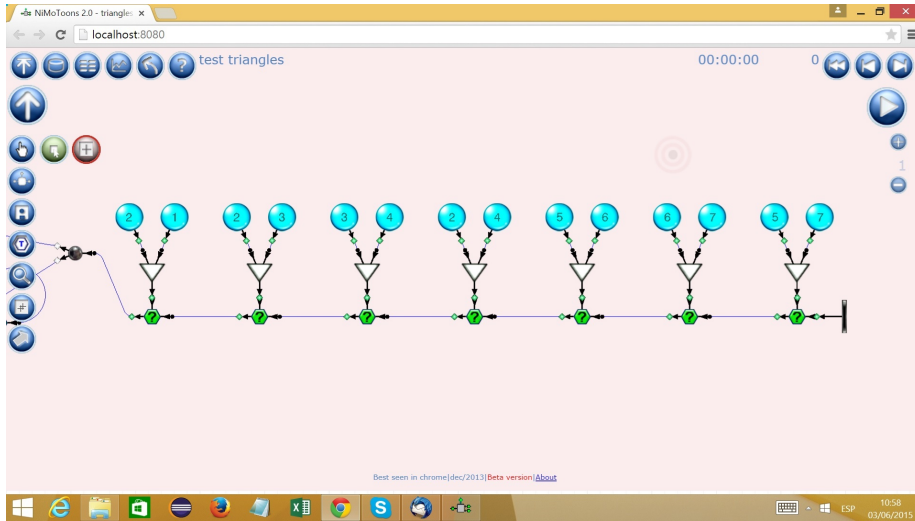 NiMoToons 2.0 - triangles
localhost:8080
test triangles
00:00:00
0
1
2 1 2 3 3 4 2 4 5 6 6 7 5 7
T
#
? ? ? ? ? ? ?
Best seen in chrome|dec/2013|Beta version|About
ESP
10:58
03/06/2015